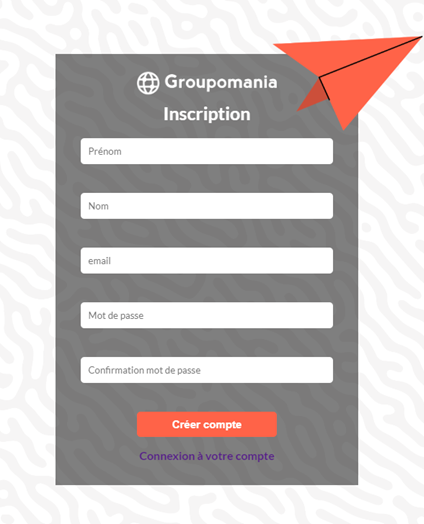 Groupomania
Inscription
Prénom
Nom
email
Mot de passe
Confirmation mot de passe
Créer compte
Connexion à votre compte